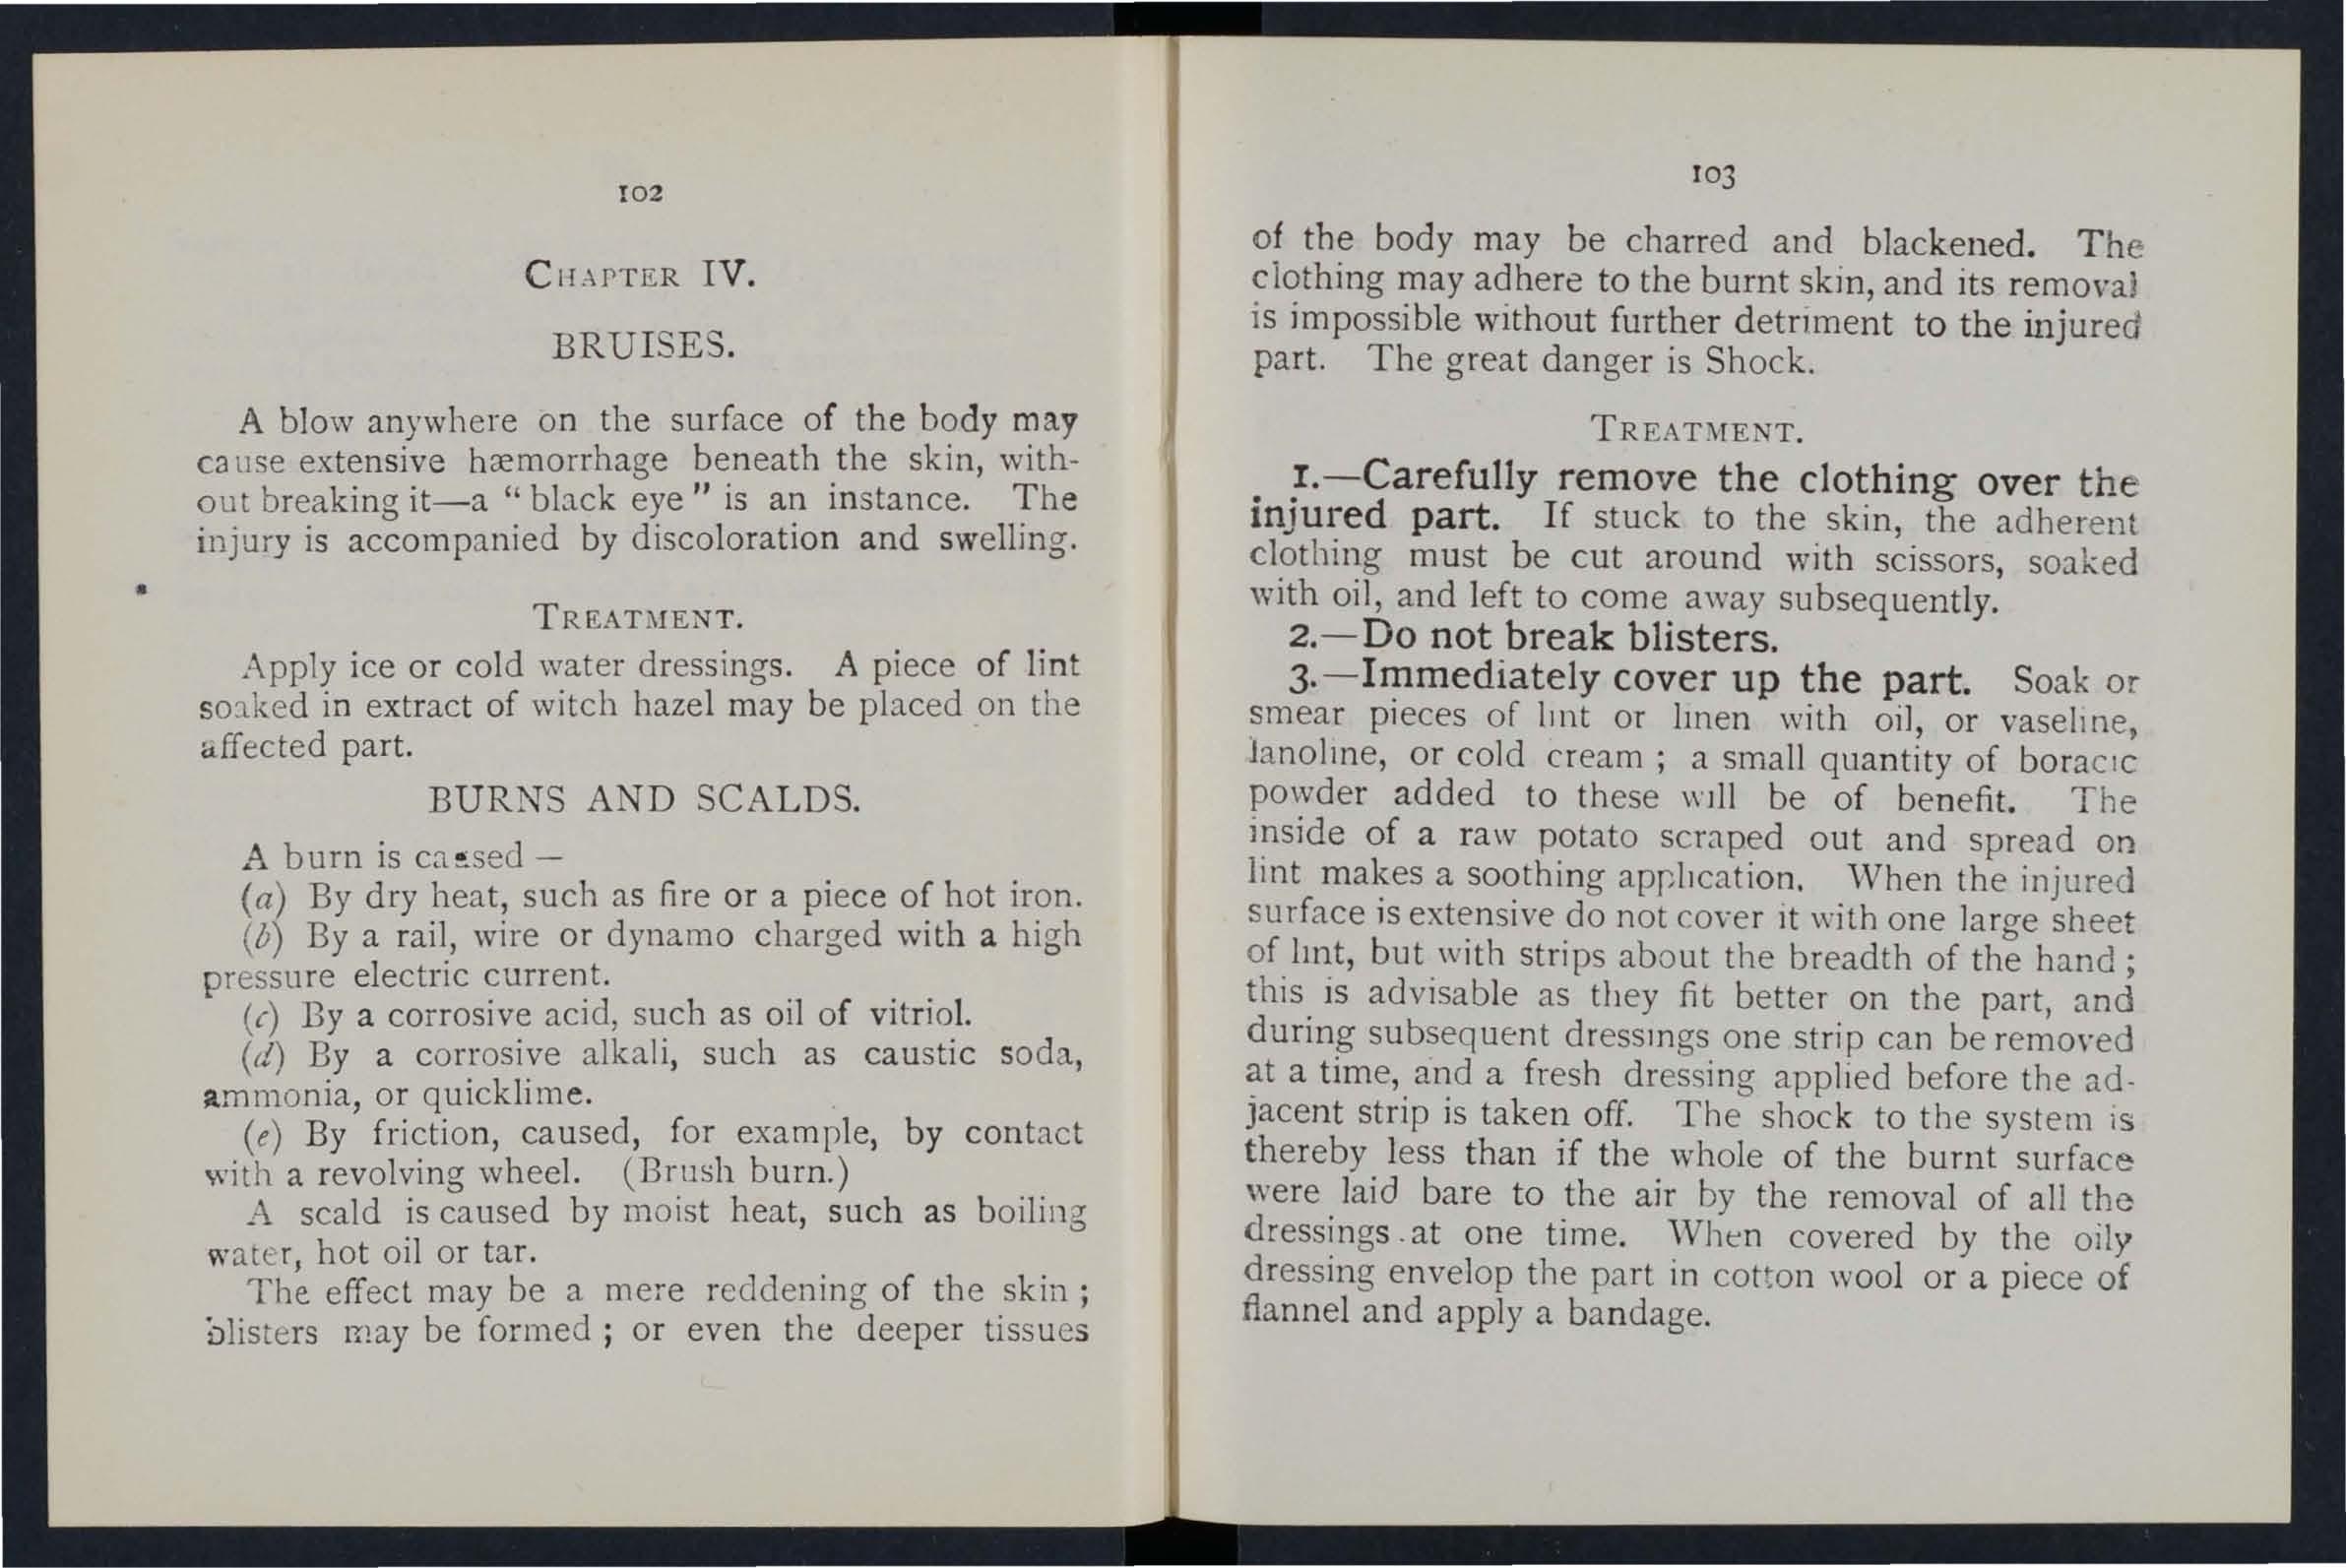 102
CHAPTER IV.
BRUISES.
A blow anywhere on the surface of the body may
cause extensive hæmorrhage beneath the skin, with-
out breaking it—a “ black eye ” is an instance. The
injury is accompanied by discoloration and swelling.
TREATMENT.
Apply ice or cold water dressings. A piece of lint
soaked in extract of witch hazel may be placed on the
affected part.
BURNS AND SCALDS.
A burn is caused —
(a) By dry heat, such as fire or a piece of hot iron.
(b) By a rail, wire or dynamo charged with a high
pressure electric current.
(c) By a corrosive acid, such as oil of vitriol.
(d) By a corrosive alkali, such as caustic soda,
ammonia, or quicklime.
(e) By friction, caused, for example, by contact
with a revolving wheel. (Brush burn.)
A scald is caused by moist heat, such as boiling
water, hot oil or tar.
The effect may be a mere reddening of the skin ;
blisters may be formed ; or even the deeper tissues
103
of the body may be charred and blackened. The
clothing may adhere to the burnt skin, and its removal
is impossible without further detriment to the injured
part. The great danger is Shock.
TREATMENT.
1.—Carefully remove the clothing over the
injured part. If stuck to the skin, the adherent
clothing must be cut around with scissors, soaked
with oil, and left to come away subsequently.
2.—Do not break blisters.
3.—Immediately cover up the part. Soak or
smear pieces of lint or linen with oil, or vaseline,
lanoline, or cold cream ; a small quantity of boracic
powder added to these will be of benefit. The
inside of a raw potato scraped out and spread on
lint makes a soothing application. When the injured
surface is extensive do not cover it with one large sheet
of lint, but with strips about the breadth of the hand ;
this is advisable as they fit better on the part, and
during subsequent dressings one strip can be removed
at a time, and a fresh dressing applied before the ad-
jacent strip is taken off. The shock to the system is
thereby less than if the whole of the burnt surface
were laid bare to the air by the removal of all the
dressings at one time. When covered by the oily
dressing envelop the part in cotton wool or a piece of
flannel and apply a bandage.